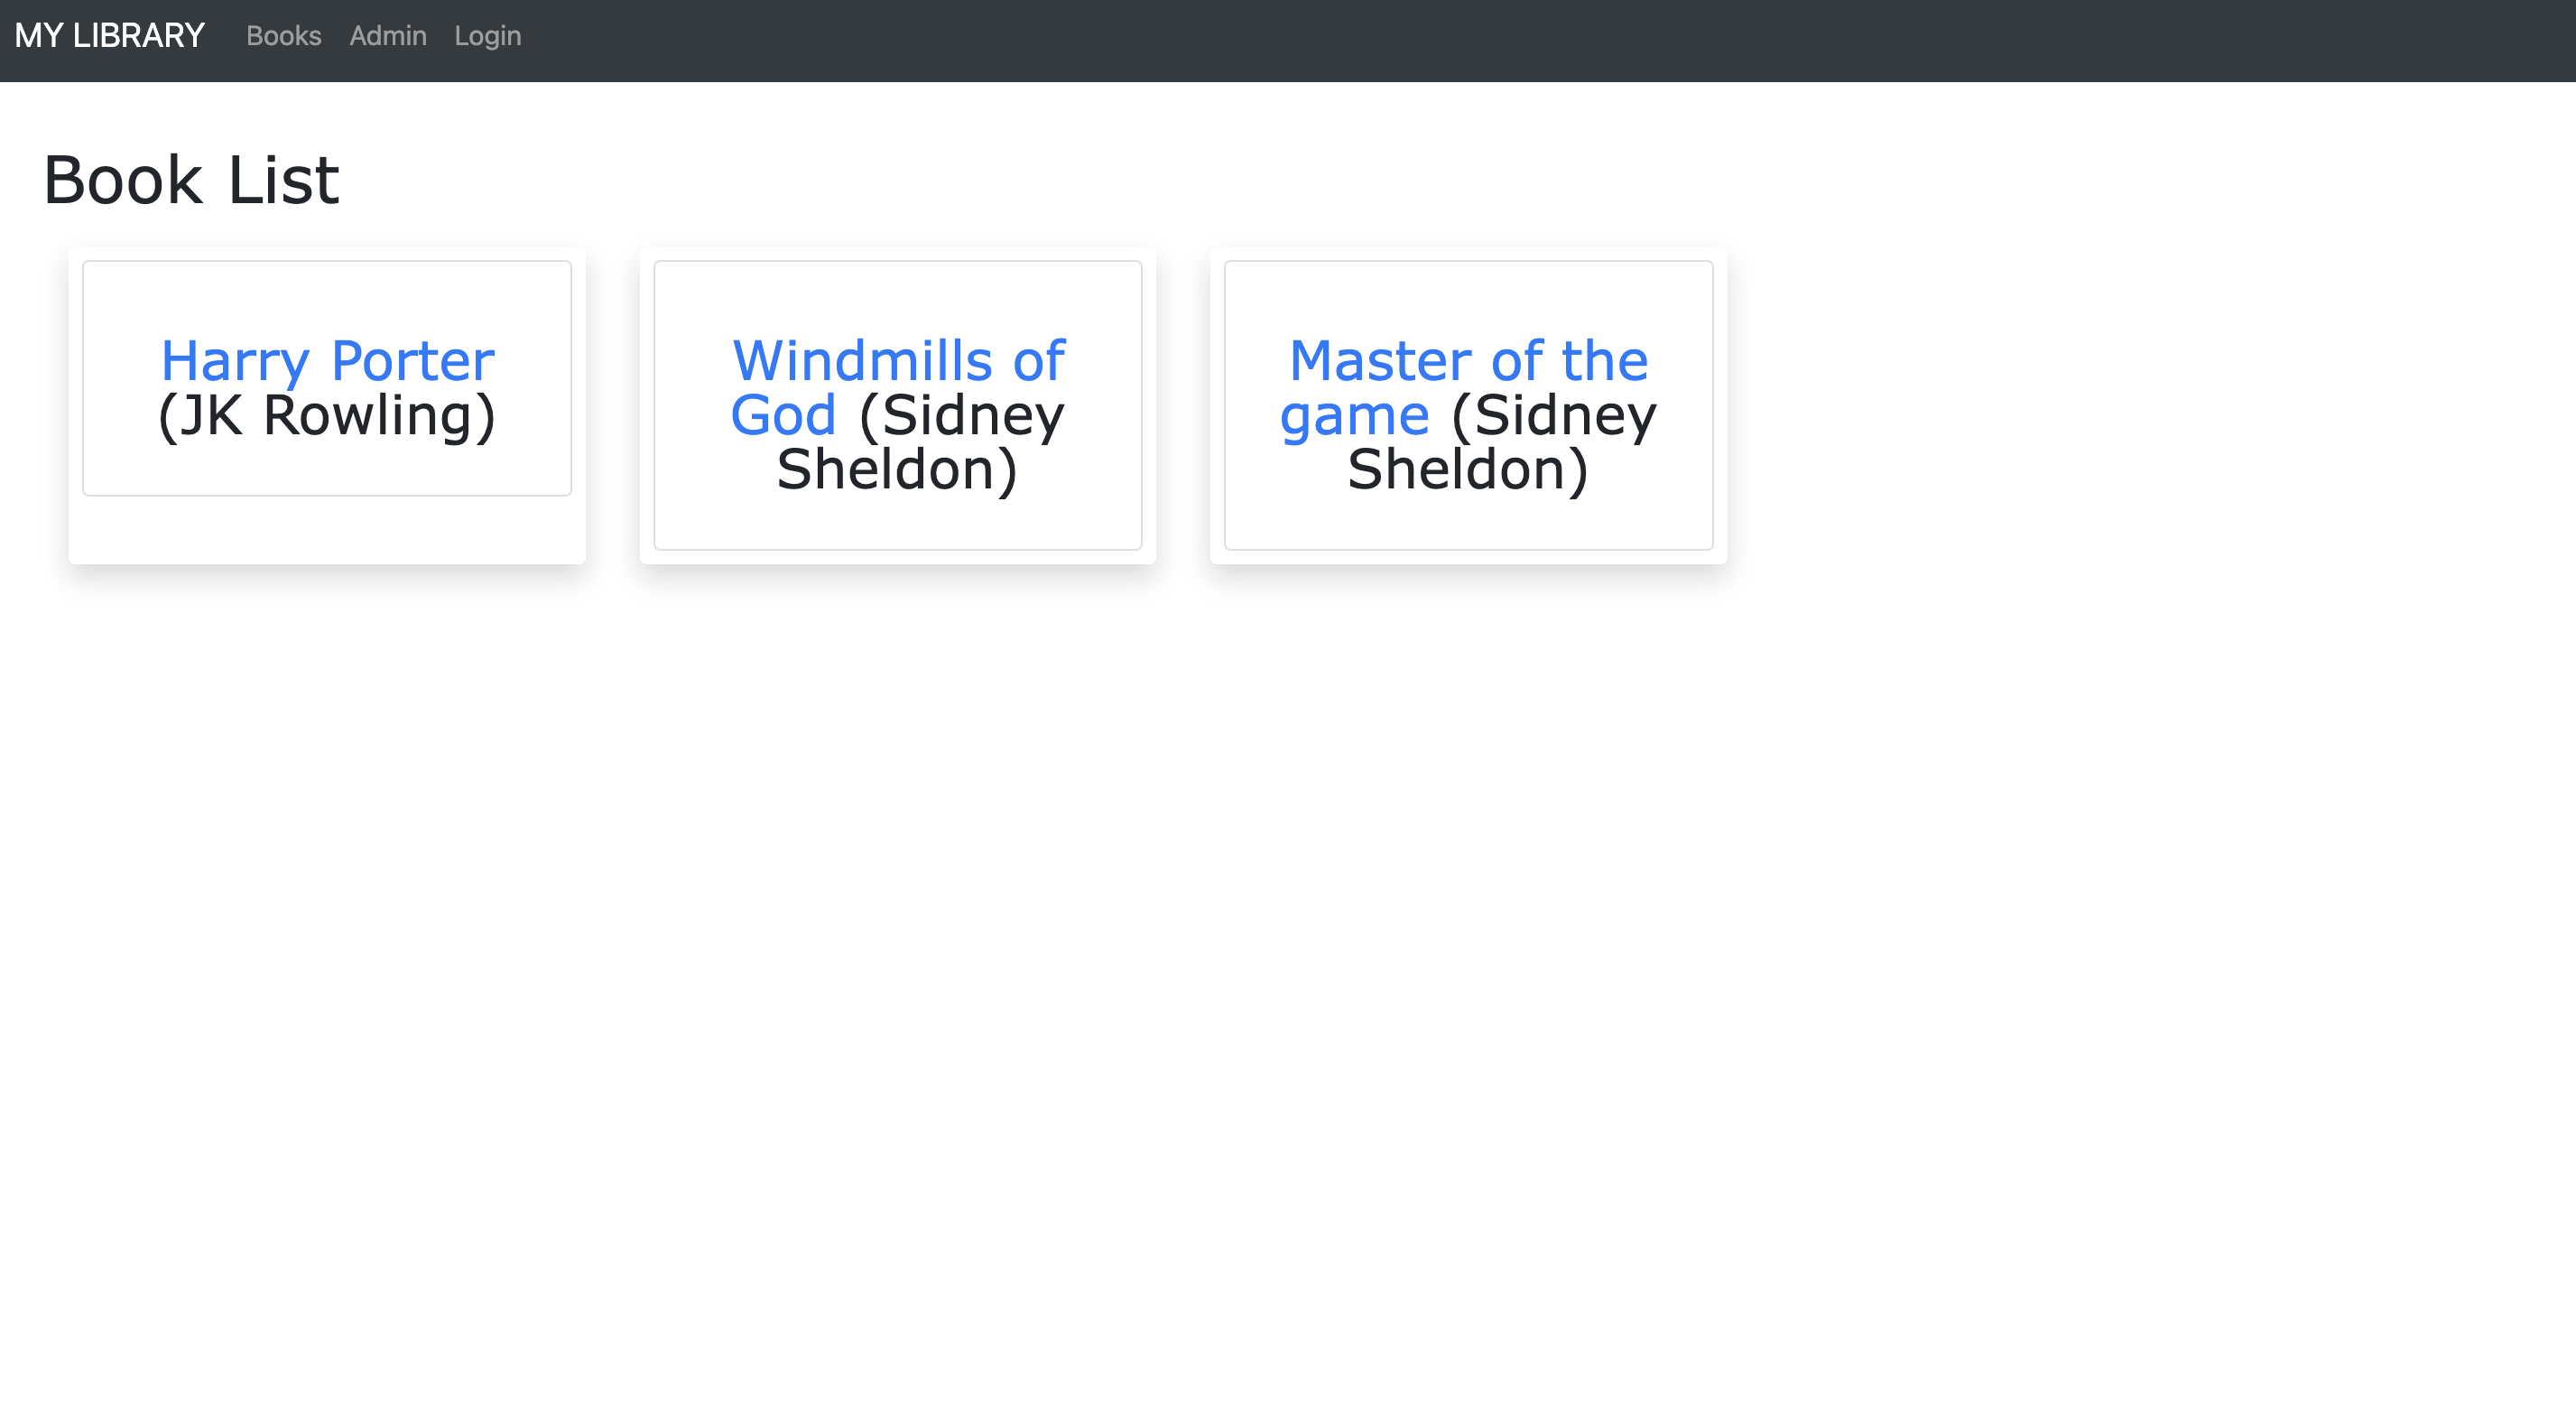 MY LIBRARY Books Admin Login
Book List
Harry Porter
(JK Rowling)
Windmills of
God (Sidney
Sheldon)
Master of the
game (Sidney
Sheldon)